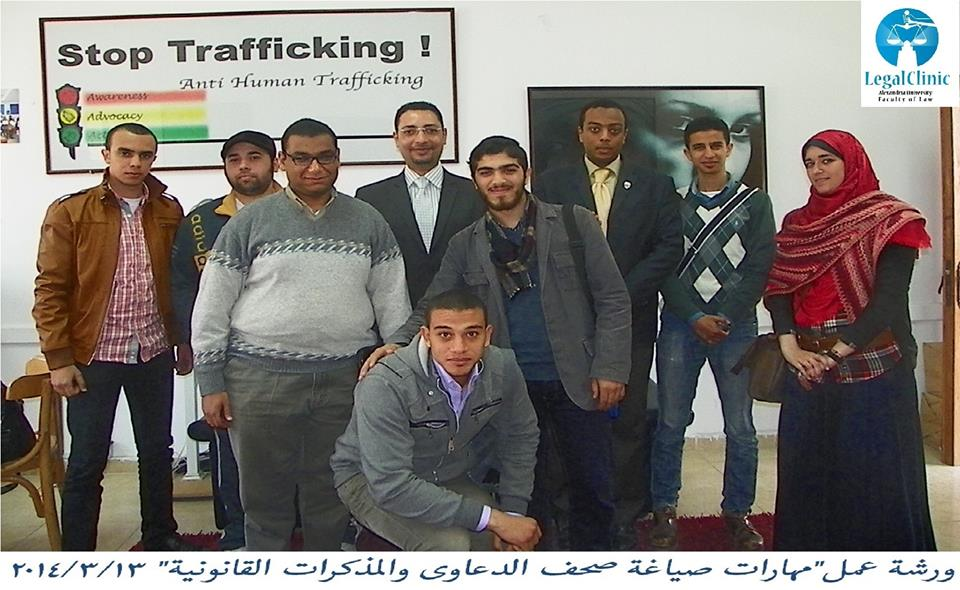 Stop Trafficking !
Anti Human Trafficking
Awareness
Advocacy
Act
LegalClinic
Alexandria University
Faculty of Law
ورشة عمل"مهارات صياغة صحف الدعاوى والمذكرات القانونية" ٢٠١٤/٣/١٣